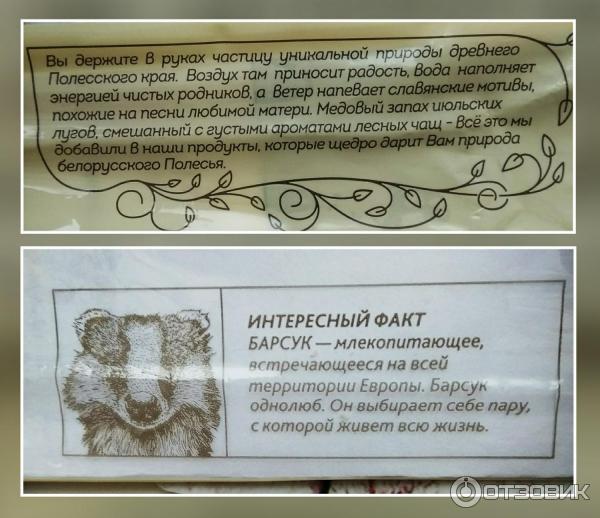 Вы держите в руках частицу уникальной природы древнего
Полесского края. Воздух там приносит радость, вода наполняет
энергией чистых родников, а ветер напевает славянские мотивы,
похожие на песни любимой матери. Медовый запах июльских
лугов, смешанный с густыми ароматами лесных чащ - всё это мы
добавили в наши продукты, которые щедро дарит Вам природа
белорусского Полесья.
ИНТЕРЕСНЫЙ ФАКТ
БАРСУК — млекопитающее,
встречающееся на всей
территории Европы. Барсук
однолюб. Он выбирает себе пару,
с которой живет всю жизнь.
ОТЗОВИК